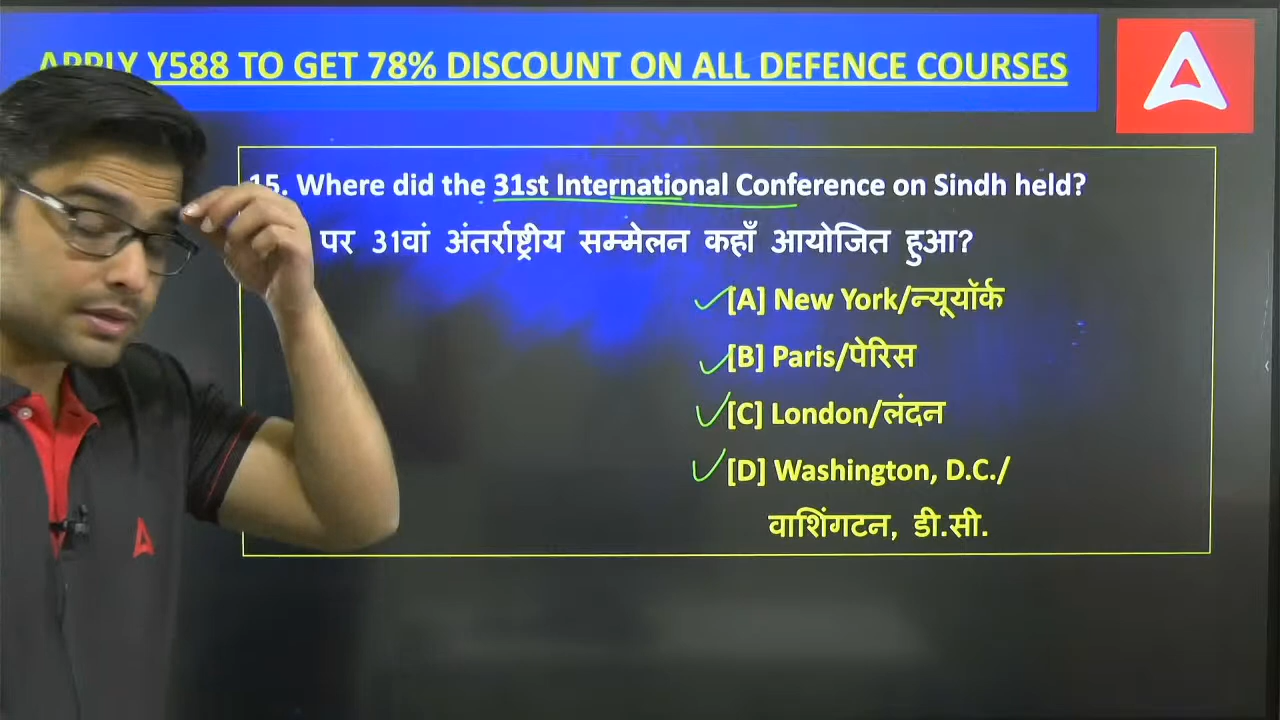 APPLY Y588 TO GET 78% DISCOUNT ON ALL DEFENCE COURSES
15. Where did the 31st International Conference on Sindh held?
पर 31वां अंतर्राष्ट्रीय सम्मेलन कहाँ आयोजित हुआ?
[A] New York/न्यूयॉर्क
[B] Paris/पेरिस
[C] London/लंदन
[D] Washington, D.C./
वाशिंगटन, डी.सी.